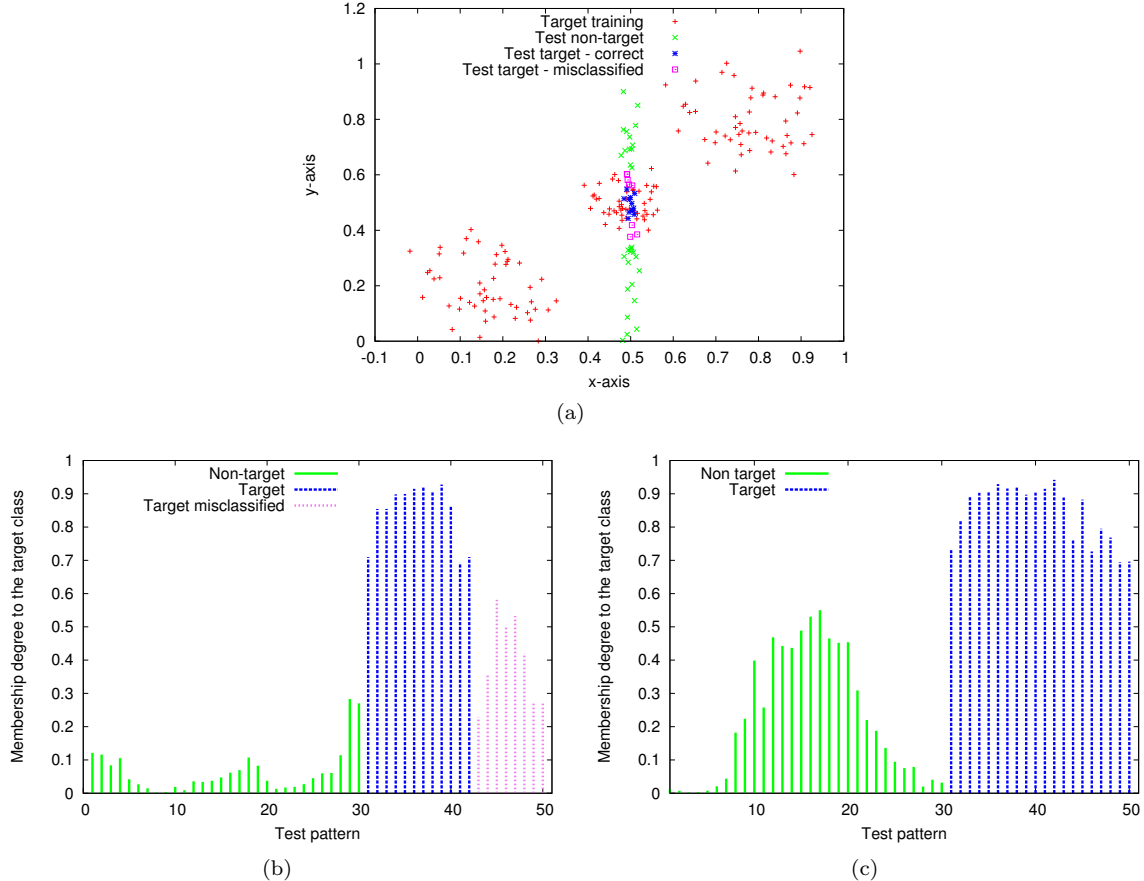 1.2
1
0.8
0.6
0.4
0.2
0
y-axis
Target training
Test non-target
Test target - correct
Test target - misclassified
-0.1 0 0.1 0.2 0.3 0.4 0.5 0.6 0.7 0.8 0.9 1
x-axis
(a)
1
0.9
0.8
0.7
0.6
0.5
0.4
0.3
0.2
0.1
0
Membership degree to the target class
Non-target
Target
Target misclassified
0 10 20 30 40 50
Test pattern
(b)
1
0.9
0.8
0.7
0.6
0.5
0.4
0.3
0.2
0.1
0
Membership degree to the target class
Non target
Target
10 20 30 40 50
Test pattern
(c)